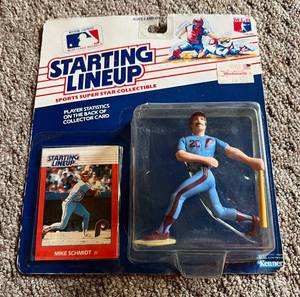 STARTING
LINEUP
SPORTS SUPER STAR COLLECTIBLE
PLAYER STATISTICS
ON THE BACK OF
COLLECTOR CARD
STARTING
LINEUP
MIKE SCHMIDT
20
Kenner